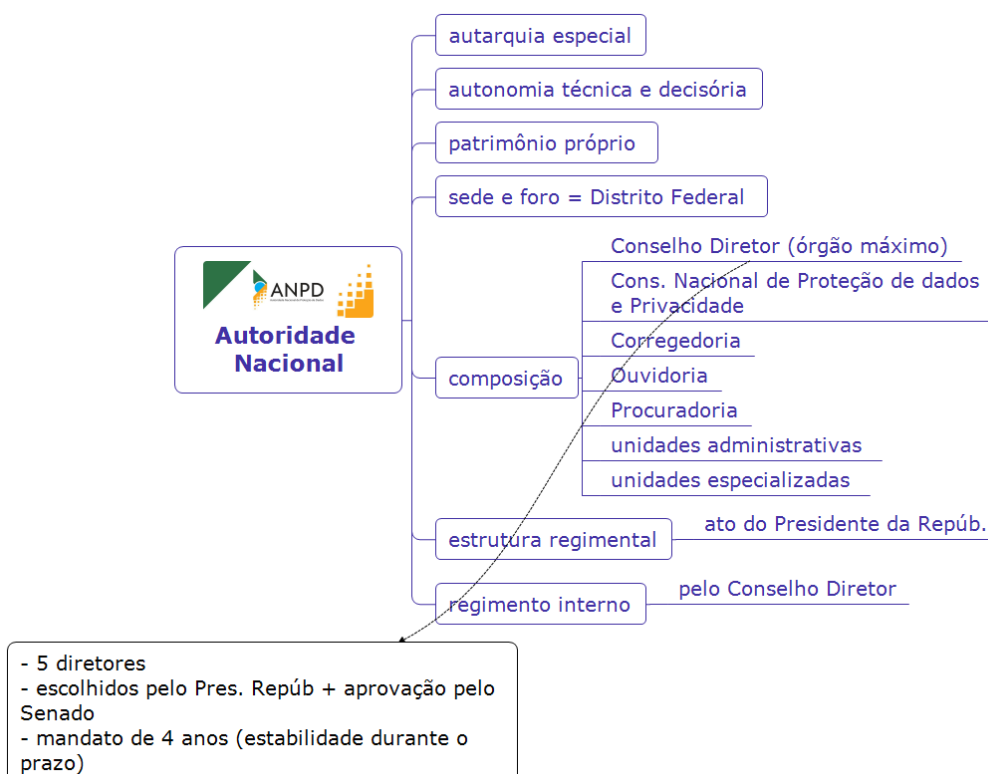 autarquia especial
autonomia técnica e decisória
patrimônio próprio
sede e foro = Distrito Federal
ANPD
Autoridade
Nacional
composição
Conselho Diretor (órgão máximo)
Cons. Nacional de Proteção de dados
e Privacidade
Corregedoria
Ouvidoria
Procuradoria
unidades administrativas
unidades especializadas
estrutura regimental
ato do Presidente da Repúb.
regimento interno
pelo Conselho Diretor
- 5 diretores
- escolhidos pelo Pres. Repúb + aprovação pelo
Senado
- mandato de 4 anos (estabilidade durante o
prazo)